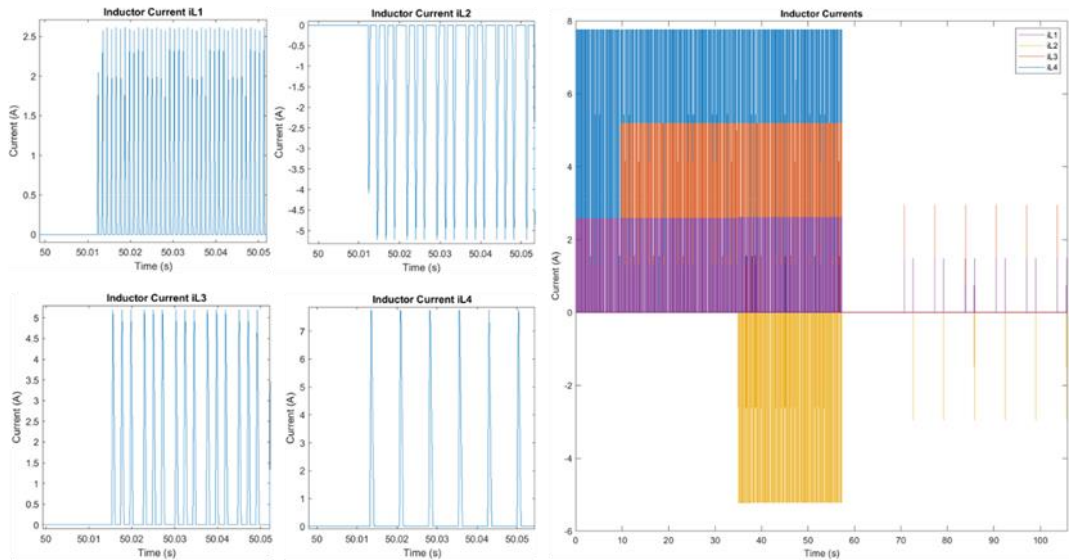 Inductor Current iL1
Current (A)
2.5
2
1.5
1
0.5
0
50 50.01 50.02 50.03 50.04 50.05
Time (s)
Inductor Current iL2
Current (A)
0
-0.5
-1
-1.5
-2
-2.5
-3
-3.5
-4
-4.5
-5
50 50.01 50.02 50.03 50.04 50.05
Time (s)
Inductor Current iL3
Current (A)
5
4.5
4
3.5
3
2.5
2
1.5
1
0.5
0
50 50.01 50.02 50.03 50.04 50.05
Time (s)
Inductor Current iL4
Current (A)
7
6
5
4
3
2
1
0
50 50.01 50.02 50.03 50.04 50.05
Time (s)
Inductor Currents
Current (A)
8
6
4
2
0
-2
-4
-6
0 10 20 30 40 50 60 70 80 90 100
Time (s)
iL1
iL2
iL3
iL4